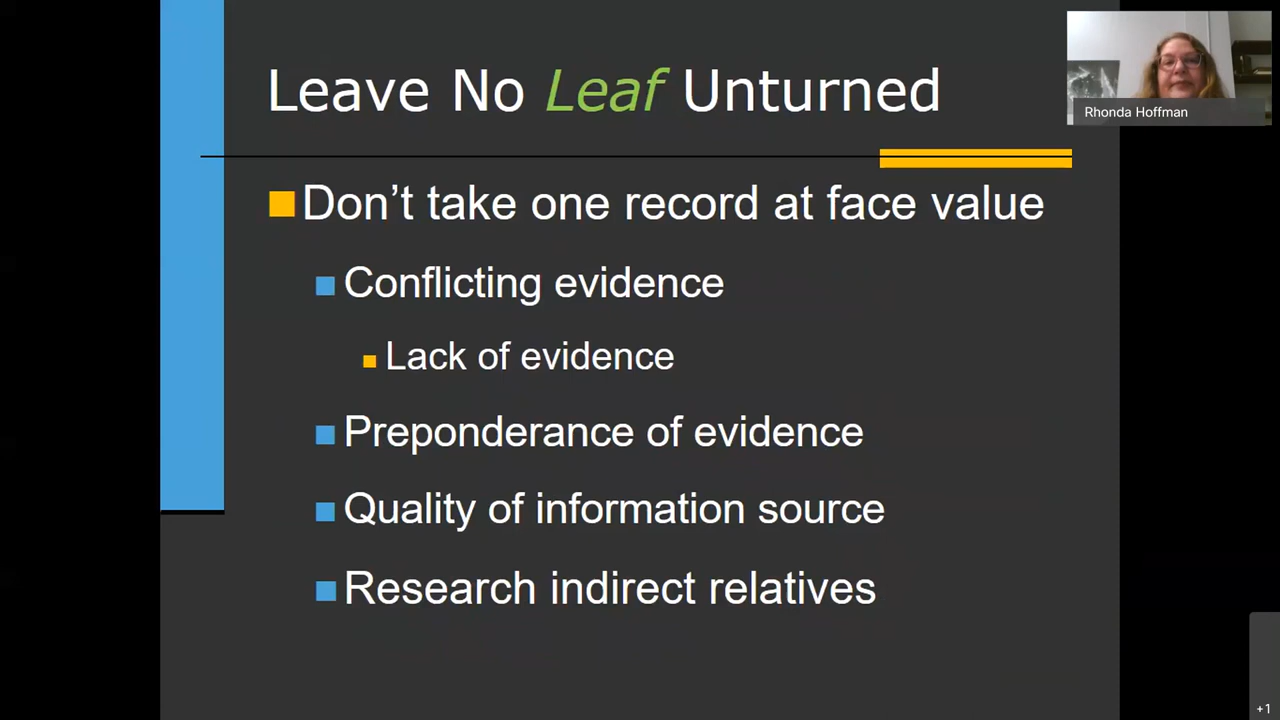 Leave No Leaf Unturned
Rhonda Hoffman
Don't take one record at face value
Conflicting evidence
Lack of evidence
Preponderance of evidence
Quality of information source
Research indirect relatives
+1